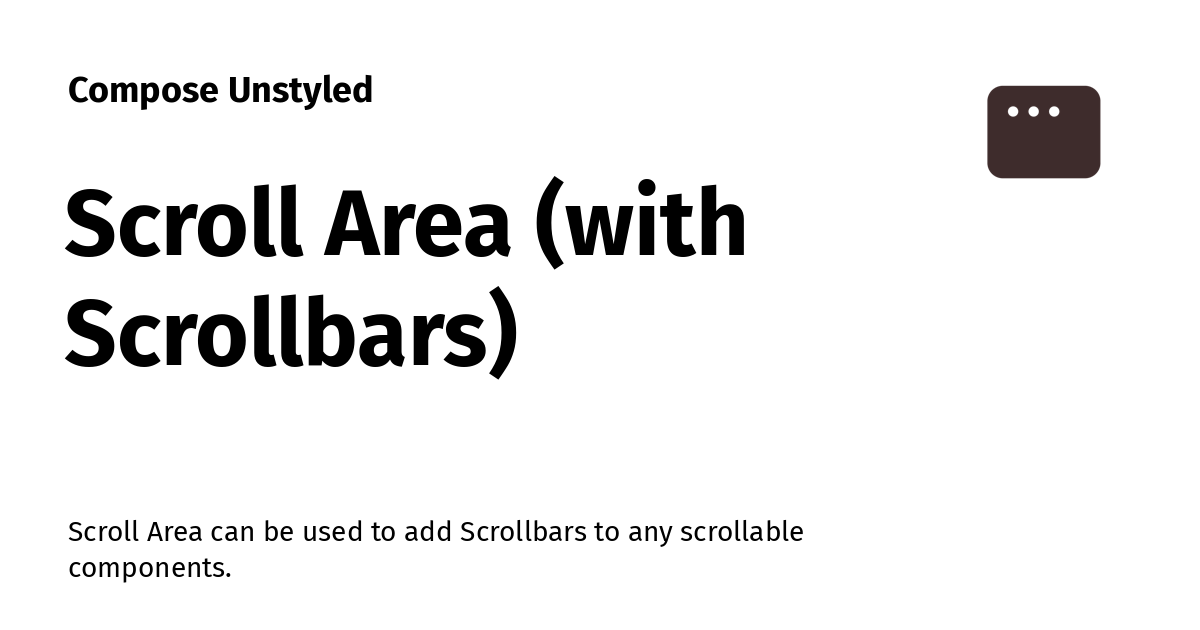 Compose Unstyled
Scroll Area (with
Scrollbars)
Scroll Area can be used to add Scrollbars to any scrollable
components.